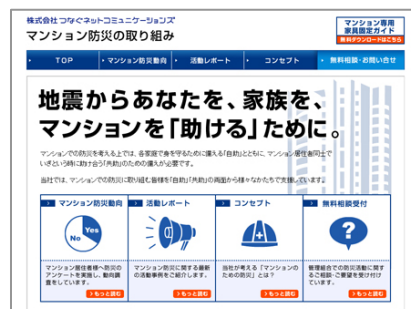 株式会社 つなぐネットコミュニケーションズ
マンション防災の取り組み
マンション専用
家具固定ガイド
無料ダウンロードはこちら
TOP
マンション防災動向
活動レポート
コンセプト
無料相談・お問い合せ
地震からあなたを、家族を、
マンションを「助ける」ために。
マンションでの防災を考える上では、各家庭で身を守るために備える「自助」とともに、マンション居住者同士で
いざという時に助け合う「共助」のための備えが必要です。
当社では、マンションでの防災に取り組む皆様を「自助」「共助」の両面から様々なかたちで支援しています。
マンション防災動向
活動レポート
コンセプト
無料相談受付
Yes
No
?
マンション居住者様へ防災の
アンケートを実施し、動向調
査をしています。
もっと読む
マンション防災に関する最新
の活動事例をご紹介します。
もっと読む
当社が考える「マンションの
ための防災」とは？
もっと読む
管理組合での防災活動に関す
るご相談・ご要望を受け付け
ています。
もっと読む